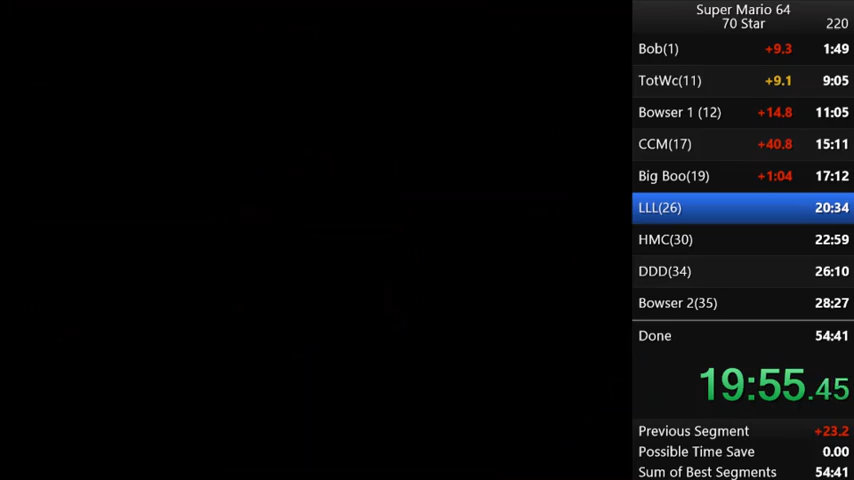 Super Mario 64
70 Star 220
Bob(1) +9.3 1:49
TotWc(11) +9.1 9:05
Bowser 1 (12) +14.8 11:05
CCM(17) +40.8 15:11
Big Boo(19) +1:04 17:12
LLL(26) 20:34
HMC(30) 22:59
DDD(34) 26:10
Bowser 2(35) 28:27
Done 54:41
19:55.45
Previous Segment +23.2
Possible Time Save 0.00
Sum of Best Segments 54:41